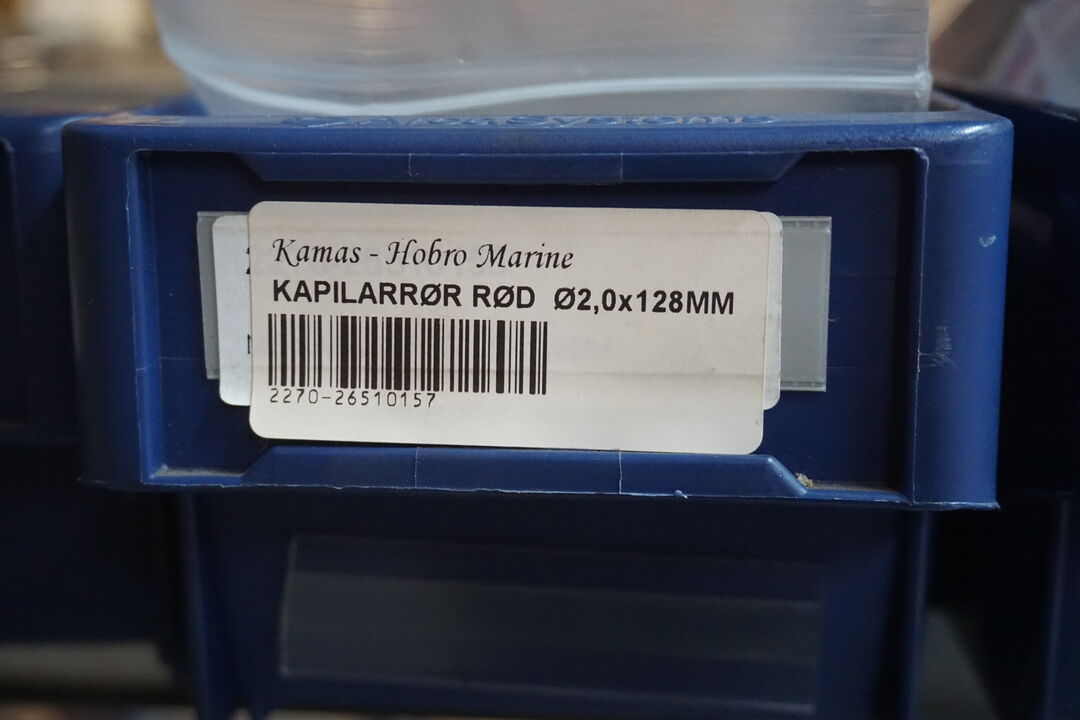 Kamas - Hobro Marine
KAPILARRØR RØD Ø2,0x128MM
2270-26510157